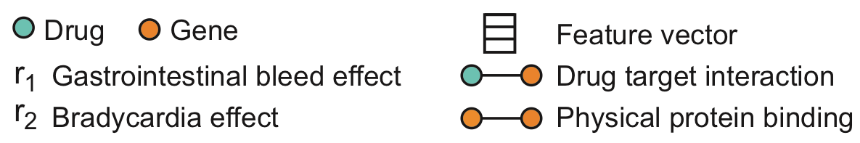 Drug
Gene
Feature vector
r1 Gastrointestinal bleed effect
Drug target interaction
r2 Bradycardia effect
Physical protein binding